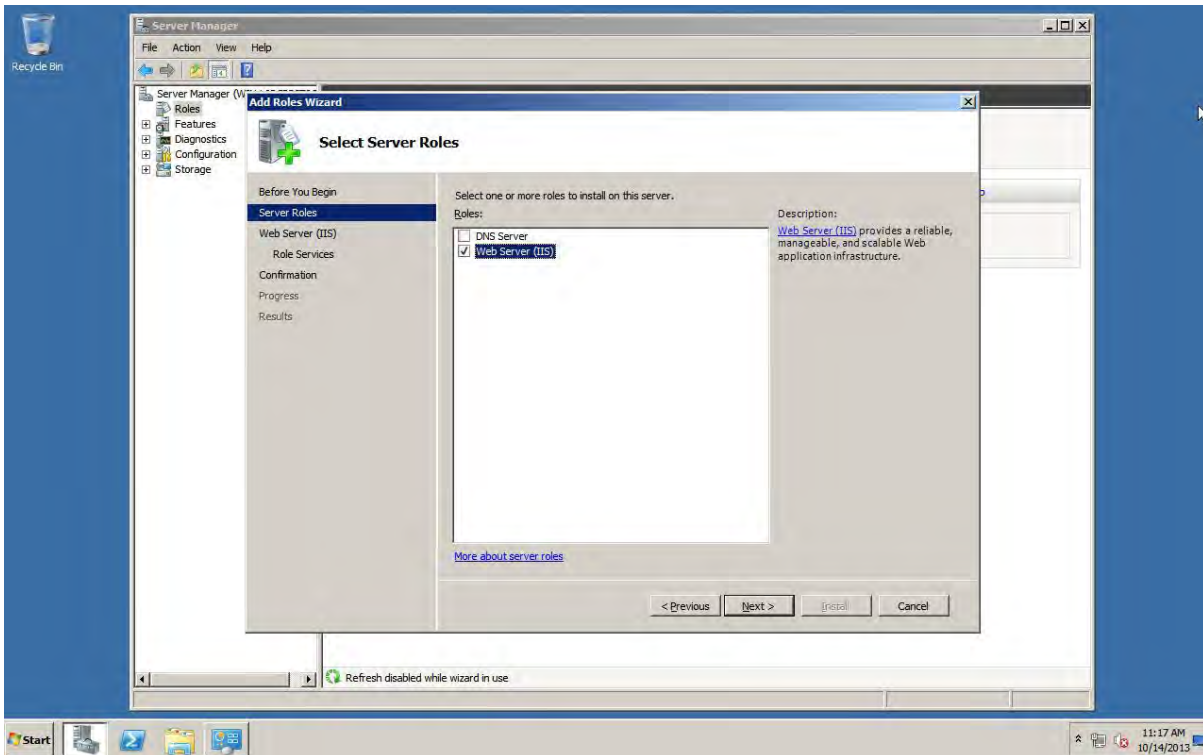 Recycle Bin
Server Manager
File Action View Help
Server Manager
Roles
Features
Diagnostics
Configuration
Storage
Add Roles Wizard
Select Server Roles
Before You Begin
Server Roles
Web Server (IIS)
Role Services
Confirmation
Progress
Results
Select one or more roles to install on this server.
Roles:
DNS Server
Web Server (IIS)
More about server roles
Description:
Web Server (IIS) provides a reliable,
manageable, and scalable Web
application infrastructure.
< Previous Next > Install Cancel
Refresh disabled while wizard in use
Start
11:17 AM
10/14/2013